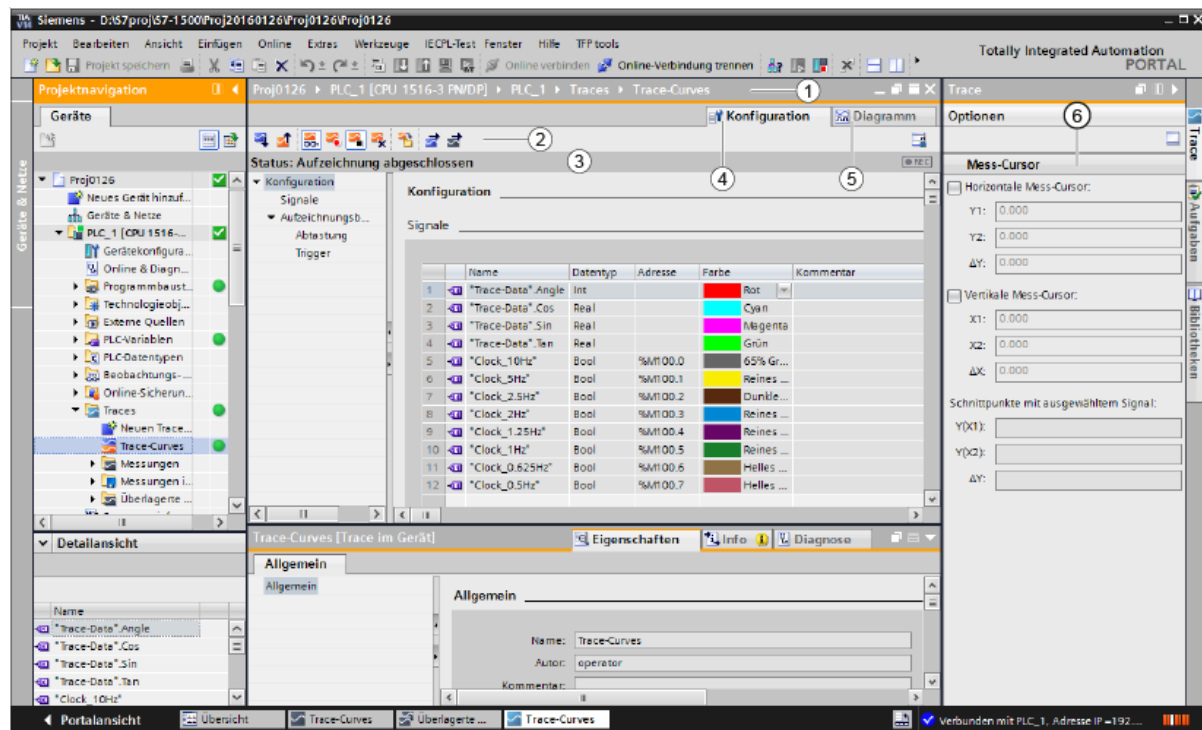 Siemens - D:\S7proj\S7-1500\Proj20160126\Proj0126\Proj0126
Projekt Bearbeiten Ansicht Einfügen Online Extras Werkzeuge IECPL-Test Fenster Hilfe TFP tools
Totally Integrated Automation
PORTAL
Projekt speichern Online verbinden Online-Verbindung trennen
Projektnavigation
Proj0126 PLC_1 [CPU 1516-3 PN/DP] PLC_1 Traces Trace-Curves
1
Trace
Geräte
Konfiguration Diagramm
Optionen
6
2
Status: Aufzeichnung abgeschlossen
3
REC
4
5
Mess-Cursor
Geräte & Netze
Proj0126
Neues Gerät hinzuf...
Geräte & Netze
PLC_1 [CPU 1516-...
Gerätekonfigura...
Online & Diagn...
Programmbaust...
Technologieobj...
Externe Quellen
PLC-Variablen
PLC-Datentypen
Beobachtungs-...
Online-Sicherun...
Traces
Neuen Trace...
Trace-Curves
Messungen
Messungen i...
Überlagerte ...
Konfiguration
Signale
Aufzeichnungsb...
Abtastung
Trigger
Konfiguration
Signale
Name Datentyp Adresse Farbe Kommentar
1 "Trace-Data".Angle Int Rot
2 "Trace-Data".Cos Real Cyan
3 "Trace-Data".Sin Real Magenta
4 "Trace-Data".Tan Real Grün
5 "Clock_10Hz" Bool %M100.0 65% Gr...
6 "Clock_5Hz" Bool %M100.1 Reines ...
7 "Clock_2.5Hz" Bool %M100.2 Dunkle...
8 "Clock_2Hz" Bool %M100.3 Reines ...
9 "Clock_1.25Hz" Bool %M100.4 Reines ...
10 "Clock_1Hz" Bool %M100.5 Reines ...
11 "Clock_0.625Hz" Bool %M100.6 Helles ...
12 "Clock_0.5Hz" Bool %M100.7 Helles ...
Horizontale Mess-Cursor:
Y1: 0.000
Y2: 0.000
ΔY: 0.000
Vertikale Mess-Cursor:
X1: 0.000
X2: 0.000
ΔX: 0.000
Schnittpunkte mit ausgewähltem Signal:
Y(X1):
Y(X2):
ΔY:
Trace
Aufgaben
Bibliotheken
Detailansicht
Name
"Trace-Data".Angle
"Trace-Data".Cos
"Trace-Data".Sin
"Trace-Data".Tan
"Clock_10Hz"
Trace-Curves [Trace im Gerät]
Eigenschaften Info Diagnose
Allgemein
Allgemein
Allgemein
Name: Trace-Curves
Autor: operator
Kommentar:
Portalansicht Übersicht Trace-Curves Überlagerte ... Trace-Curves
Verbunden mit PLC_1, Adresse IP=192....